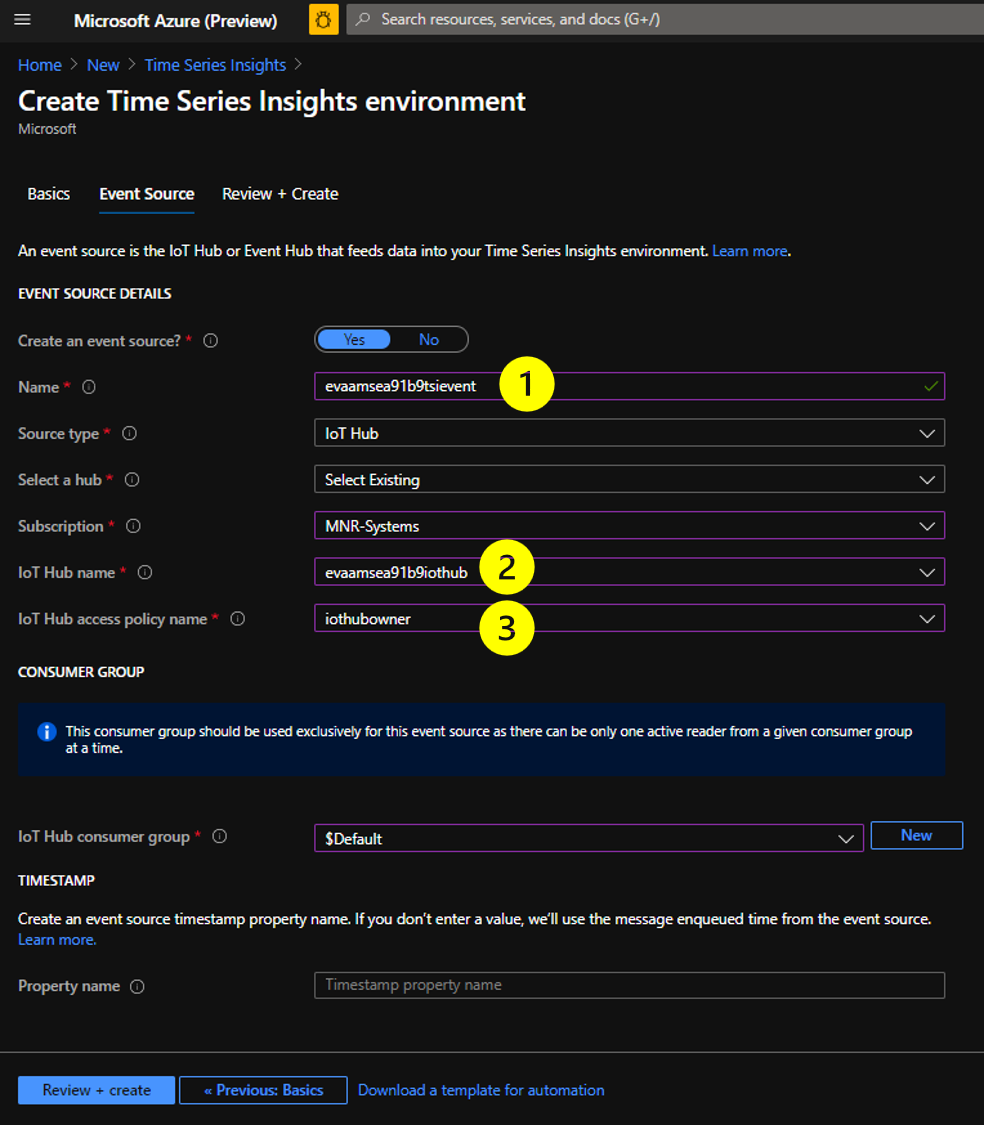 Microsoft Azure (Preview)
Search resources, services, and docs (G+/)
Home > New > Time Series Insights >
Create Time Series Insights environment
Microsoft
Basics
Event Source
Review + Create
An event source is the IoT Hub or Event Hub that feeds data into your Time Series Insights environment. Learn more.
EVENT SOURCE DETAILS
Create an event source? *
Yes
No
Name *
evaamsea91b9tsievent
1
Source type *
IoT Hub
Select a hub *
Select Existing
Subscription *
MNR-Systems
IoT Hub name *
evaamsea91b9iothub
2
IoT Hub access policy name *
iothubowner
3
CONSUMER GROUP
This consumer group should be used exclusively for this event source as there can be only one active reader from a given consumer group
at a time.
IoT Hub consumer group *
$Default
New
TIMESTAMP
Create an event source timestamp property name. If you don't enter a value, we'll use the message enqueued time from the event source.
Learn more.
Property name
Timestamp property name
Review + create
« Previous: Basics
Download a template for automation